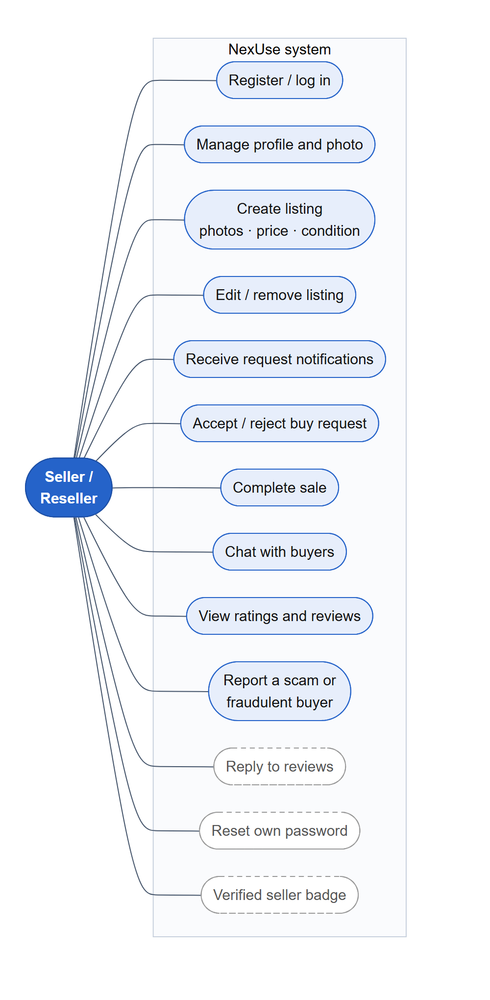 NexUse system
Register / log in
Manage profile and photo
Create listing
photos · price · condition
Edit / remove listing
Receive request notifications
Accept / reject buy request
Seller /
Reseller
Complete sale
Chat with buyers
View ratings and reviews
Report a scam or
fraudulent buyer
Reply to reviews
Reset own password
Verified seller badge